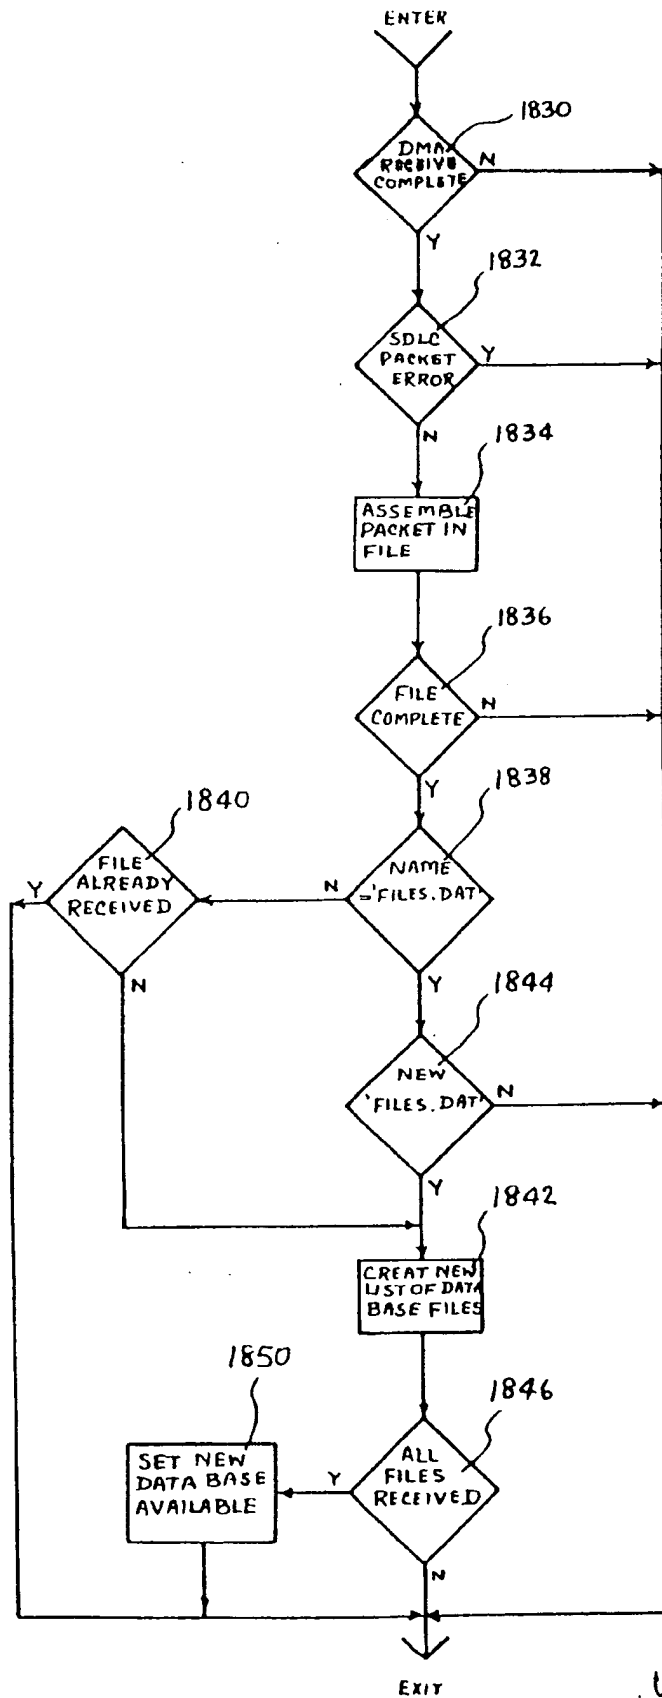 ENTER
1830
DMA
RECEIVE
COMPLETE
N
Y
1832
SDLC
PACKET
ERROR
Y
N
1834
ASSEMBLE
PACKET IN
FILE
1836
FILE
COMPLETE
N
Y
1838
1840
NAME
='FILES.DAT'
N
FILE
ALREADY
RECEIVED
Y
N
Y
1844
NEW
'FILES.DAT'
N
Y
1842
CREAT NEW
LIST OF DATA
BASE FILES
1850
1846
ALL
FILES
RECEIVED
Y
SET NEW
DATA BASE
AVAILABLE
N
EXIT